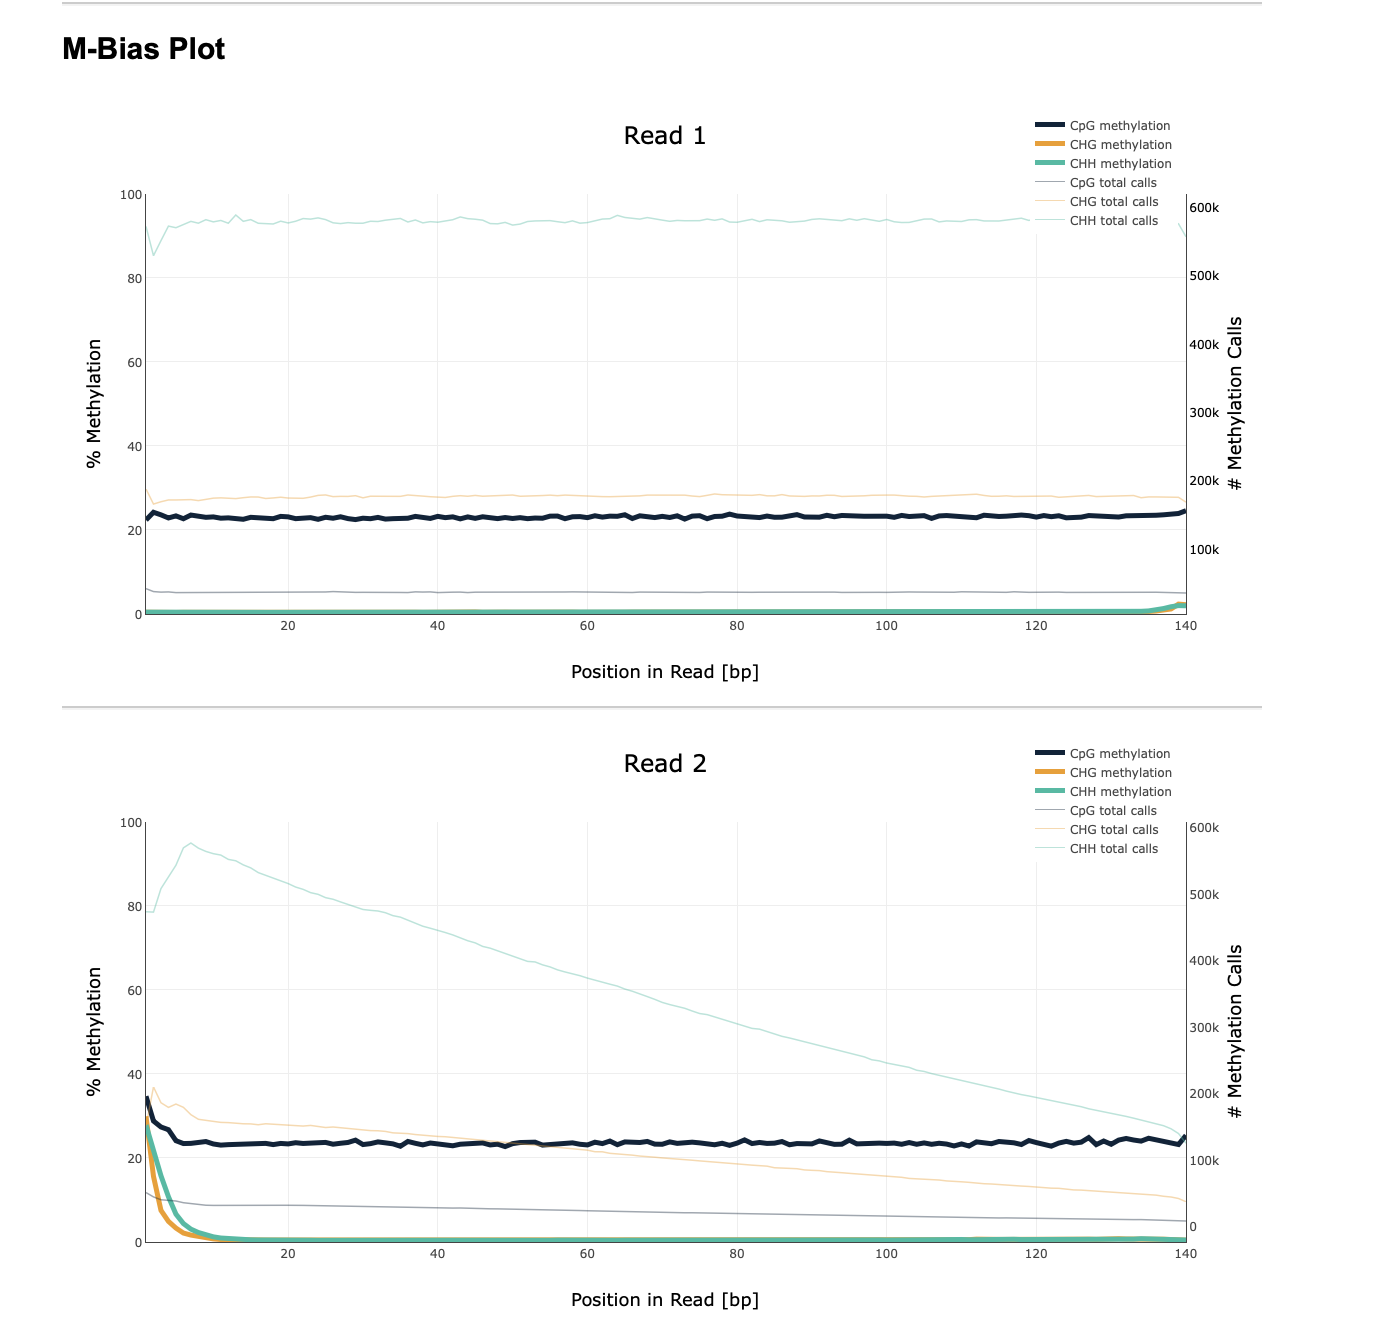 M-Bias Plot
Read 1
CpG methylation
CHG methylation
CHH methylation
CpG total calls
CHG total calls
CHH total calls
100
80
60
40
20
0
% Methylation
600k
500k
400k
300k
200k
100k
# Methylation Calls
20 40 60 80 100 120 140
Position in Read [bp]
Read 2
CpG methylation
CHG methylation
CHH methylation
CpG total calls
CHG total calls
CHH total calls
100
80
60
40
20
0
% Methylation
600k
500k
400k
300k
200k
100k
0
# Methylation Calls
20 40 60 80 100 120 140
Position in Read [bp]